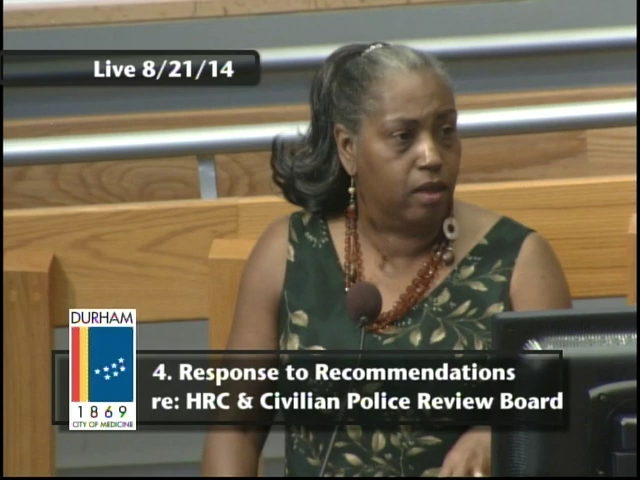 Live 8/21/14
DURHAM
1869
CITY OF MEDICINE
4. Response to Recommendations
re: HRC & Civilian Police Review Board